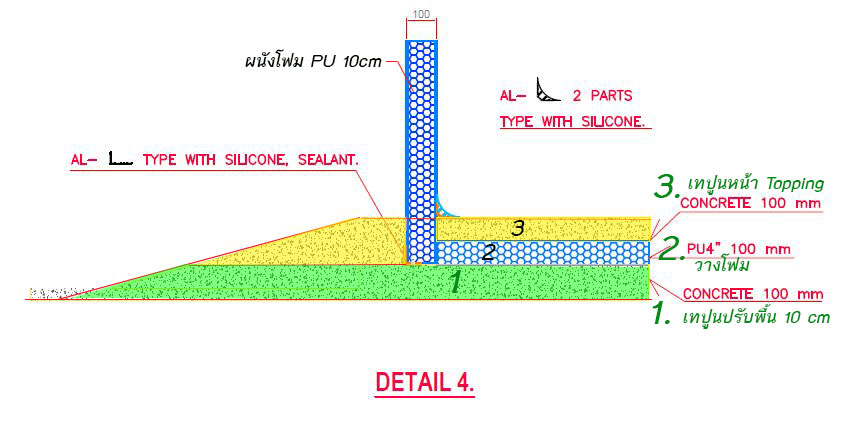 100
ผนังโฟม PU 10cm
AL- 2 PARTS
TYPE WITH SILICONE.
AL- TYPE WITH SILICONE, SEALANT.
3. เทปูนหน้า Topping
CONCRETE 100 mm
3
2
2. PU4" 100 mm
วางโฟม
1
CONCRETE 100 mm
1. เทปูนปรับพื้น 10 cm
DETAIL 4.